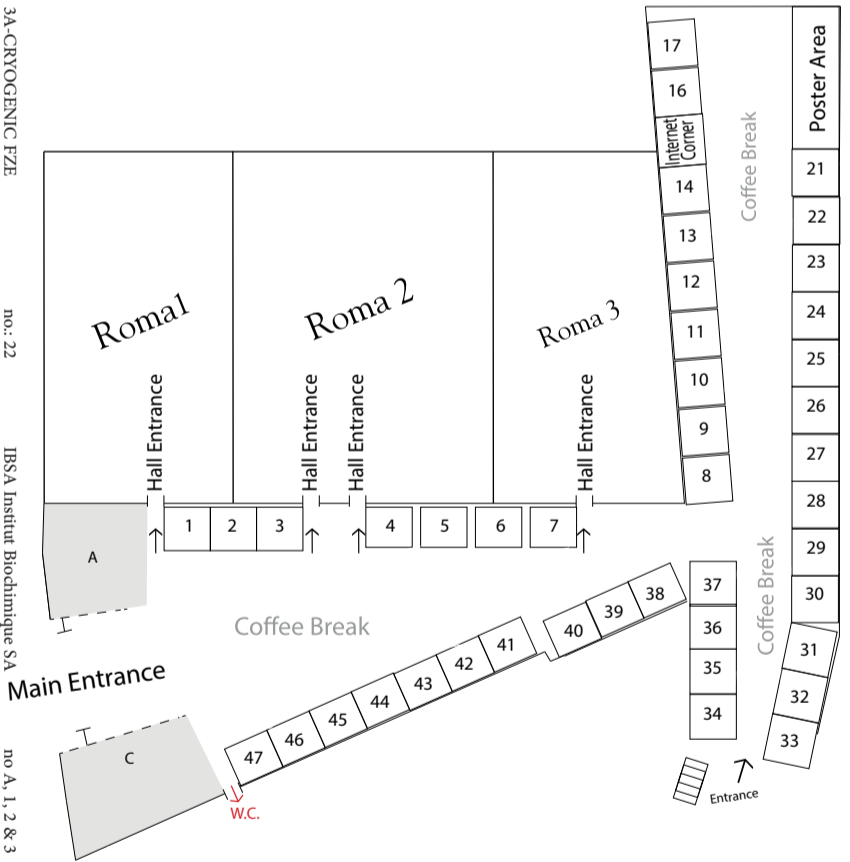 3A-CRYOGENIC FZE no.: 22 IBSA Institut Biochimique SA no A, 1, 2 & 3
Poster Area
17
16
Internet
Corner
14
13
12
11
10
9
8
Coffee Break
21
22
23
24
25
26
27
28
29
30
31
32
33
Roma1
Roma 2
Roma 3
Hall Entrance
Hall Entrance
Hall Entrance
Hall Entrance
1
2
3
4
5
6
7
A
Coffee Break
Coffee Break
Main Entrance
C
47
46
45
44
43
42
41
40
39
38
37
36
35
34
W.C.
Entrance